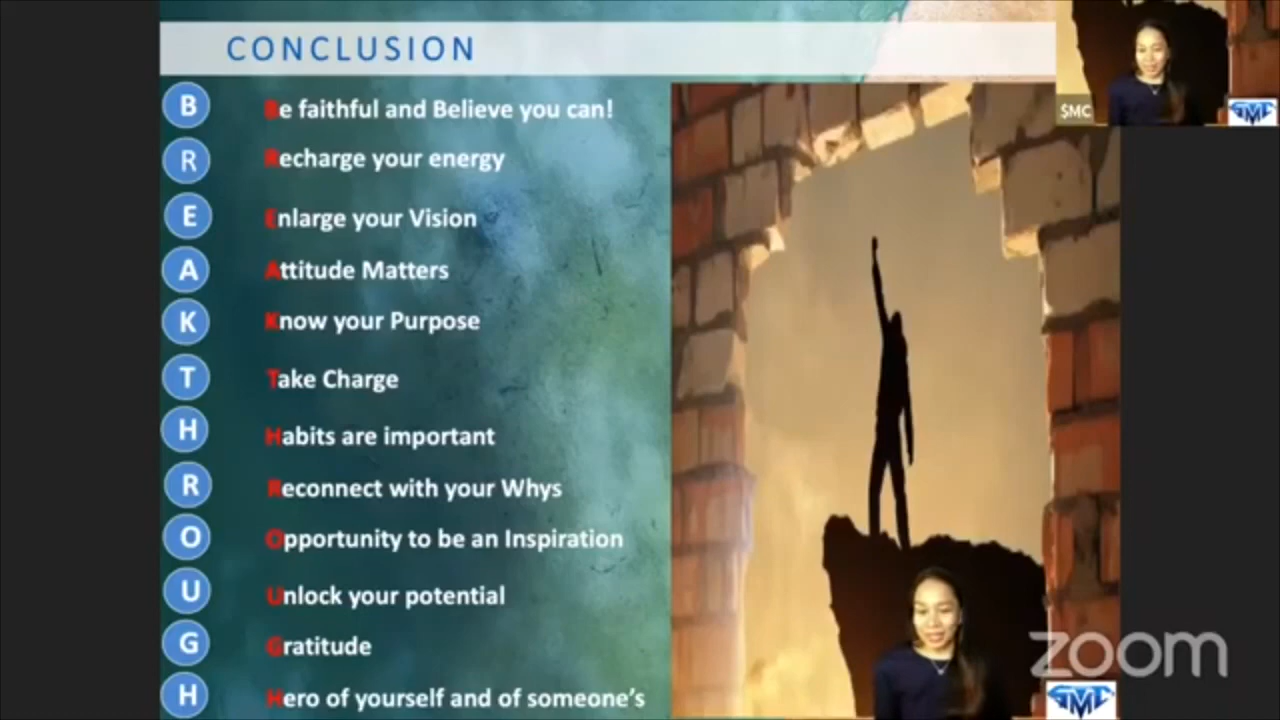 CONCLUSION
B Be faithful and Believe you can!
R Recharge your energy
E Enlarge your Vision
A Attitude Matters
K Know your Purpose
T Take Charge
H Habits are important
R Reconnect with your Whys
O Opportunity to be an Inspiration
U Unlock your potential
G Gratitude
H Hero of yourself and of someone's
$MC
zoom